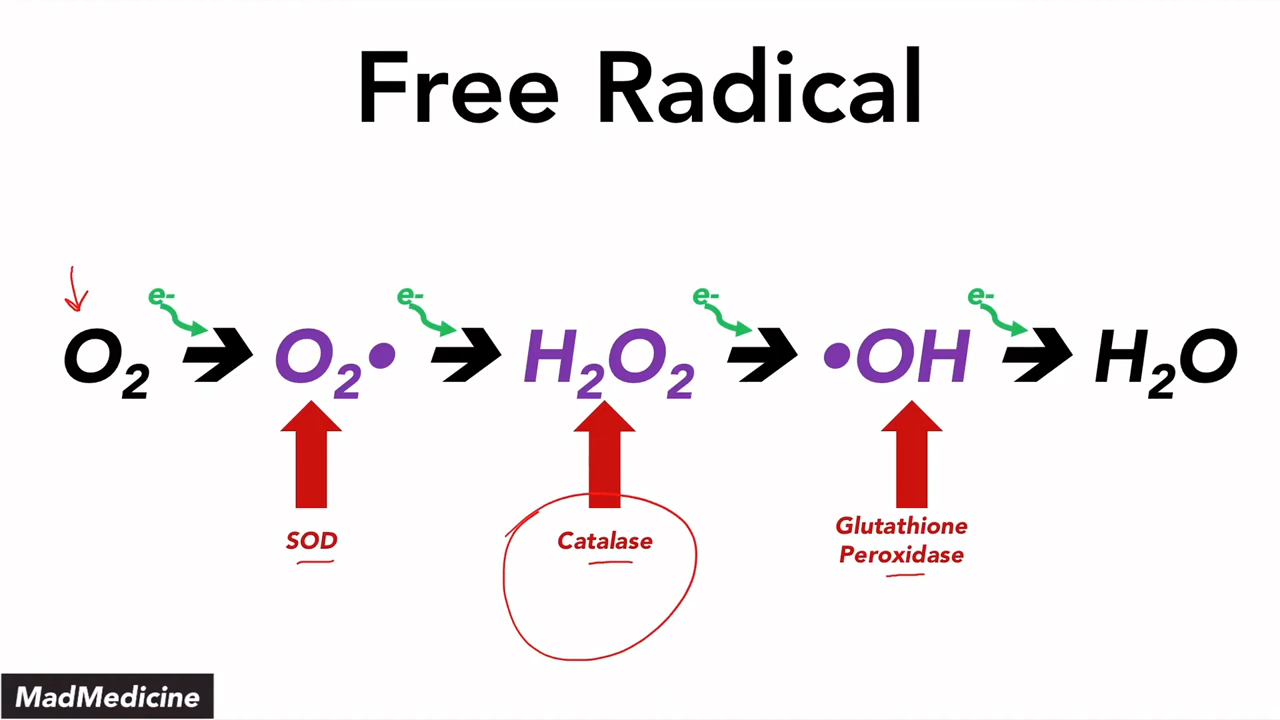 Free Radical
e- e- e- e-
O₂ ➔ O₂• ➔ H₂O₂ ➔ •OH ➔ H₂O
SOD
Catalase
Glutathione
Peroxidase
MadMedicine